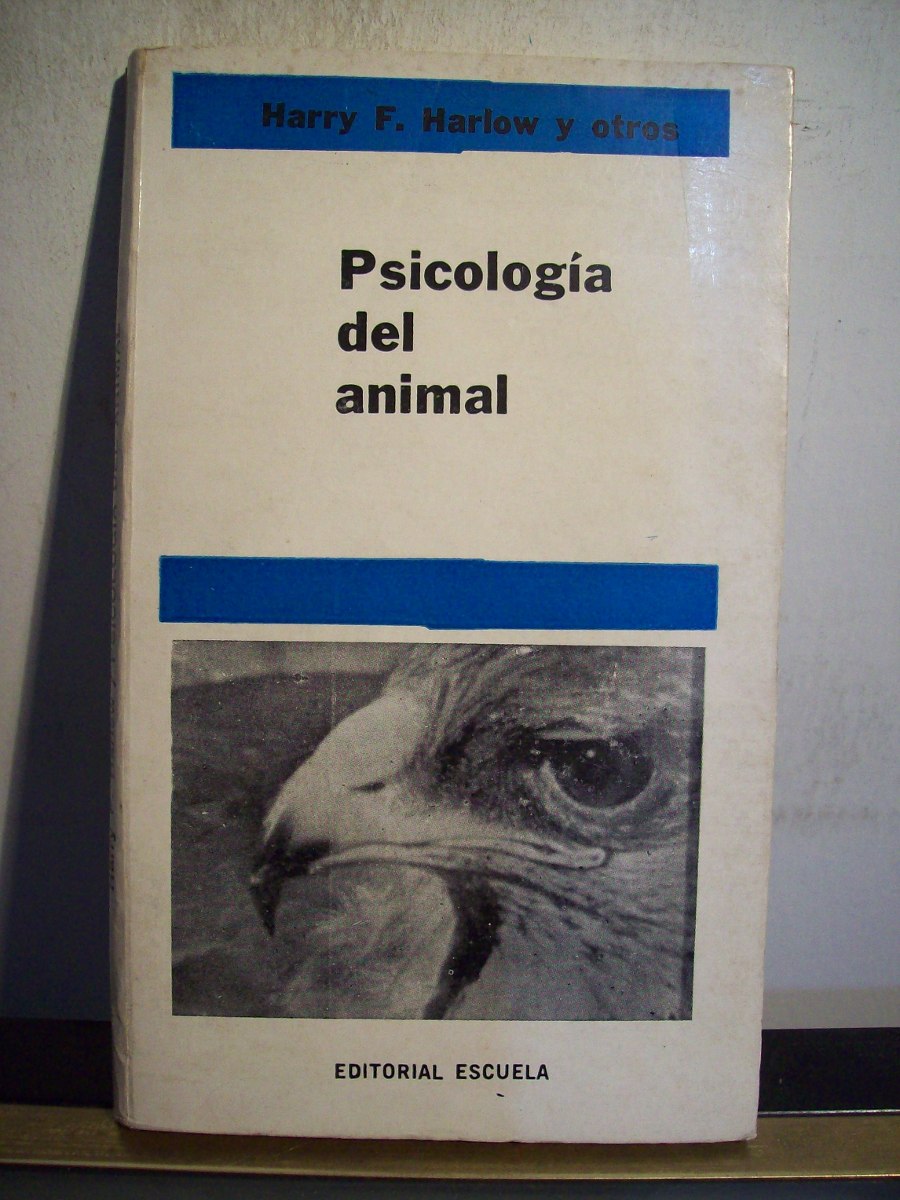 Harry F. Harlow y otros
Psicología
del
animal
EDITORIAL ESCUELA